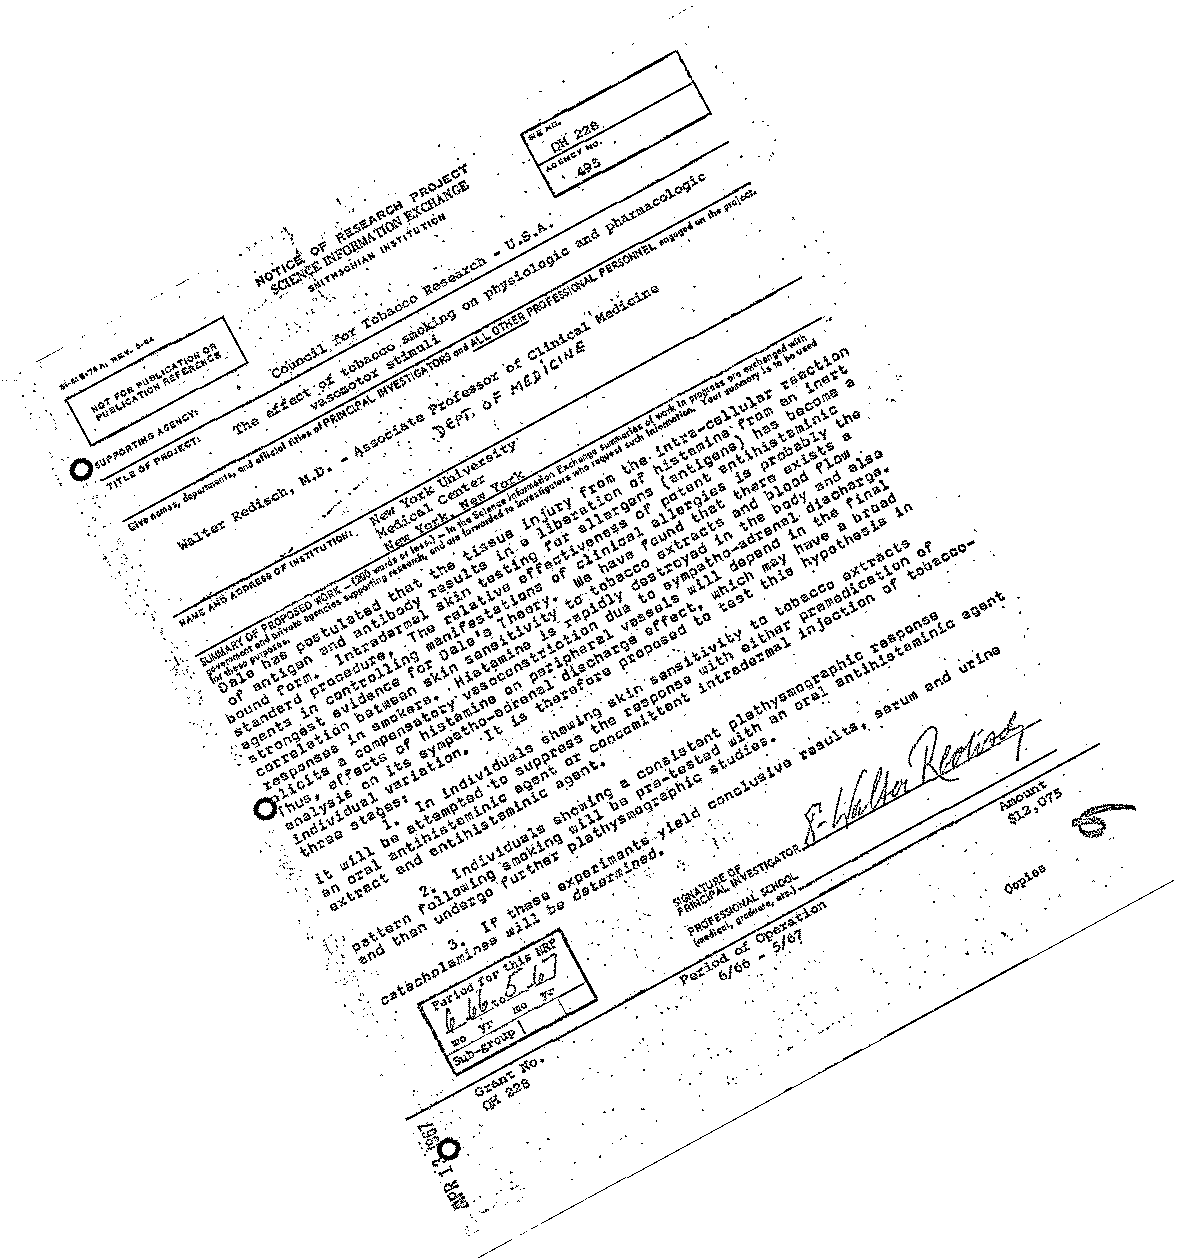 SIE NO.
QM 228
AGENCY NO.
493
NOTICE OF RESEARCH PROJECT
SCIENCE INFORMATION EXCHANGE
SMITHSONIAN INSTITUTION
NOT FOR PUBLICATION OR
PUBLICATION REFERENCE
SUPPORTING AGENCY:
Council for Tobacco Research - U.S.A.
TITLE OF PROJECT:
The effect of tobacco smoking on physiologic and pharmacologic
vasomotor stimuli
Give names, departments, and official titles of PRINCIPAL INVESTIGATORS and ALL OTHER PROFESSIONAL PERSONNEL engaged on the project.
Walter Redisch, M.D. - Associate Professor of Clinical Medicine
DEPT. OF MEDICINE
NAME AND ADDRESS OF INSTITUTION:
New York University
Medical Center
New York, New York
SUMMARY OF PROPOSED WORK - (200 words or less.) - In the Science Information Exchange summaries of work in progress are exchanged with
government and private agencies supporting research, and are forwarded to investigators who request such information. Your summary is to be used
for these purposes.
Dale has postulated that the tissue injury from the intra-cellular reaction
of antigen and antibody results in a liberation of histamine from an inert
bound form. Intradermal skin testing for allergens (antigens) has become a
standard procedure. The relative effectiveness of potent antihistaminic
agents in controlling manifestations of clinical allergies is probably the
strongest evidence for Dale's Theory. We have found that there exists a
correlation between skin sensitivity to tobacco extracts and blood flow
responses in smokers. Histamine is rapidly destroyed in the body and also
elicits a compensatory vasoconstriction due to sympatho-adrenal discharge.
Thus, effects of histamine on peripheral vessels will depend in the final
analysis on its sympatho-adrenal discharge effect, which may have a broad
individual variation. It is therefore proposed to test this hypothesis in
three stages:
1. In individuals showing skin sensitivity to tobacco extracts
it will be attempted to suppress the response with either premedication of
an oral antihisteminic agent or concomittent intradermal injection of tobacco-
extract and antihisteminic agent.
2. Individuals showing a consistent plethysmographic response
pattern following smoking will be pre-tested with an oral antihisteminic agent
and then undergo further plethysmographic studies.
3. If these experiments yield conclusive results, serum and urine
catecholamines will be determined.
SIGNATURE OF
PRINCIPAL INVESTIGATOR
S- Walter Redisch
PROFESSIONAL SCHOOL
(medical, graduate, etc.)
Period for this NRP
6 66 to 5 67
mo yr mo yr
Sub-group
Grant No.
QM 228
Period of Operation
6/66 - 5/67
Amount
$12,075
Copies
APR 13 1967